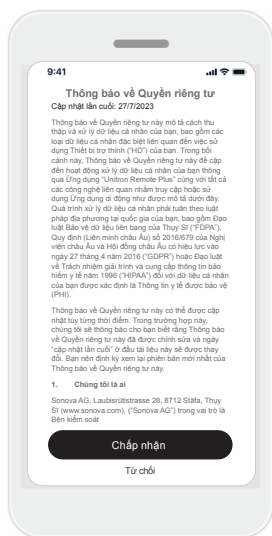 9:41
Thông báo về Quyền riêng tư
Cập nhật lần cuối: 27/7/2023
Thông báo về Quyền riêng tư này mô tả cách thu
thập và xử lý dữ liệu cá nhân của bạn, bao gồm các
loại dữ liệu cá nhân đặc biệt liên quan đến việc sử
dụng Thiết bị trợ thính ("HD") của bạn. Trong bối
cảnh này, Thông báo về Quyền riêng tư này đề cập
đến hoạt động xử lý dữ liệu cá nhân của bạn thông
qua Ứng dụng "Unitron Remote Plus" cùng với tất cả
các công nghệ liên quan nhằm truy cập hoặc sử
dụng Ứng dụng di động như được mô tả dưới đây.
Quá trình xử lý dữ liệu cá nhân phải tuân theo luật
pháp địa phương tại quốc gia của bạn, bao gồm Đạo
luật Bảo vệ dữ liệu liên bang của Thụy Sĩ ("FDPA"),
Quy định (Liên minh châu Âu) số 2016/679 của Nghị
viện châu Âu và Hội đồng châu Âu có hiệu lực vào
ngày 27 tháng 4 năm 2016 ("GDPR") hoặc Đạo luật
về Trách nhiệm giải trình và cung cấp thông tin bảo
hiểm y tế năm 1996 ("HIPAA") đối với dữ liệu cá nhân
của bạn được xác định là Thông tin y tế được bảo vệ
(PHI).
Thông báo về Quyền riêng tư này có thể được cập
nhật tùy từng thời điểm. Trong trường hợp này,
chúng tôi sẽ thông báo cho bạn biết rằng Thông báo
về Quyền riêng tư này đã được chỉnh sửa và ngày
"cập nhật lần cuối" ở đầu tài liệu này sẽ được thay
đổi. Bạn nên định kỳ xem lại phiên bản mới nhất của
Thông báo về Quyền riêng tư này.
1. Chúng tôi là ai
Sonova AG, Laubisrütistrasse 28, 8712 Stäfa, Thụy
Sĩ (www.sonova.com), ("Sonova AG") trong vai trò là
Bên kiểm soát
Chấp nhận
Từ chối